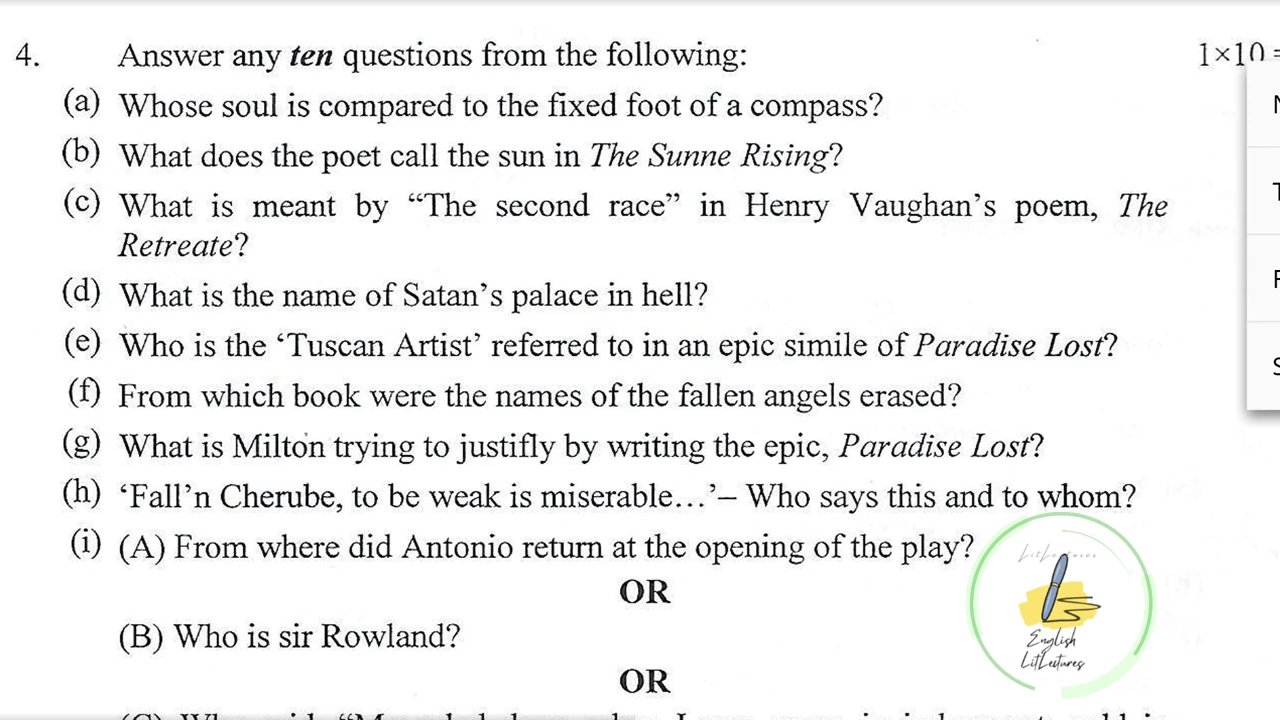 4. Answer any ten questions from the following: 1×10 =
(a) Whose soul is compared to the fixed foot of a compass?
(b) What does the poet call the sun in The Sunne Rising?
(c) What is meant by “The second race” in Henry Vaughan’s poem, The
Retreate?
(d) What is the name of Satan’s palace in hell?
(e) Who is the ‘Tuscan Artist’ referred to in an epic simile of Paradise Lost?
(f) From which book were the names of the fallen angels erased?
(g) What is Milton trying to justifly by writing the epic, Paradise Lost?
(h) ‘Fall’n Cherube, to be weak is miserable…’– Who says this and to whom?
(i) (A) From where did Antonio return at the opening of the play?
OR
(B) Who is sir Rowland?
OR
LitLectures
English
LitLectures